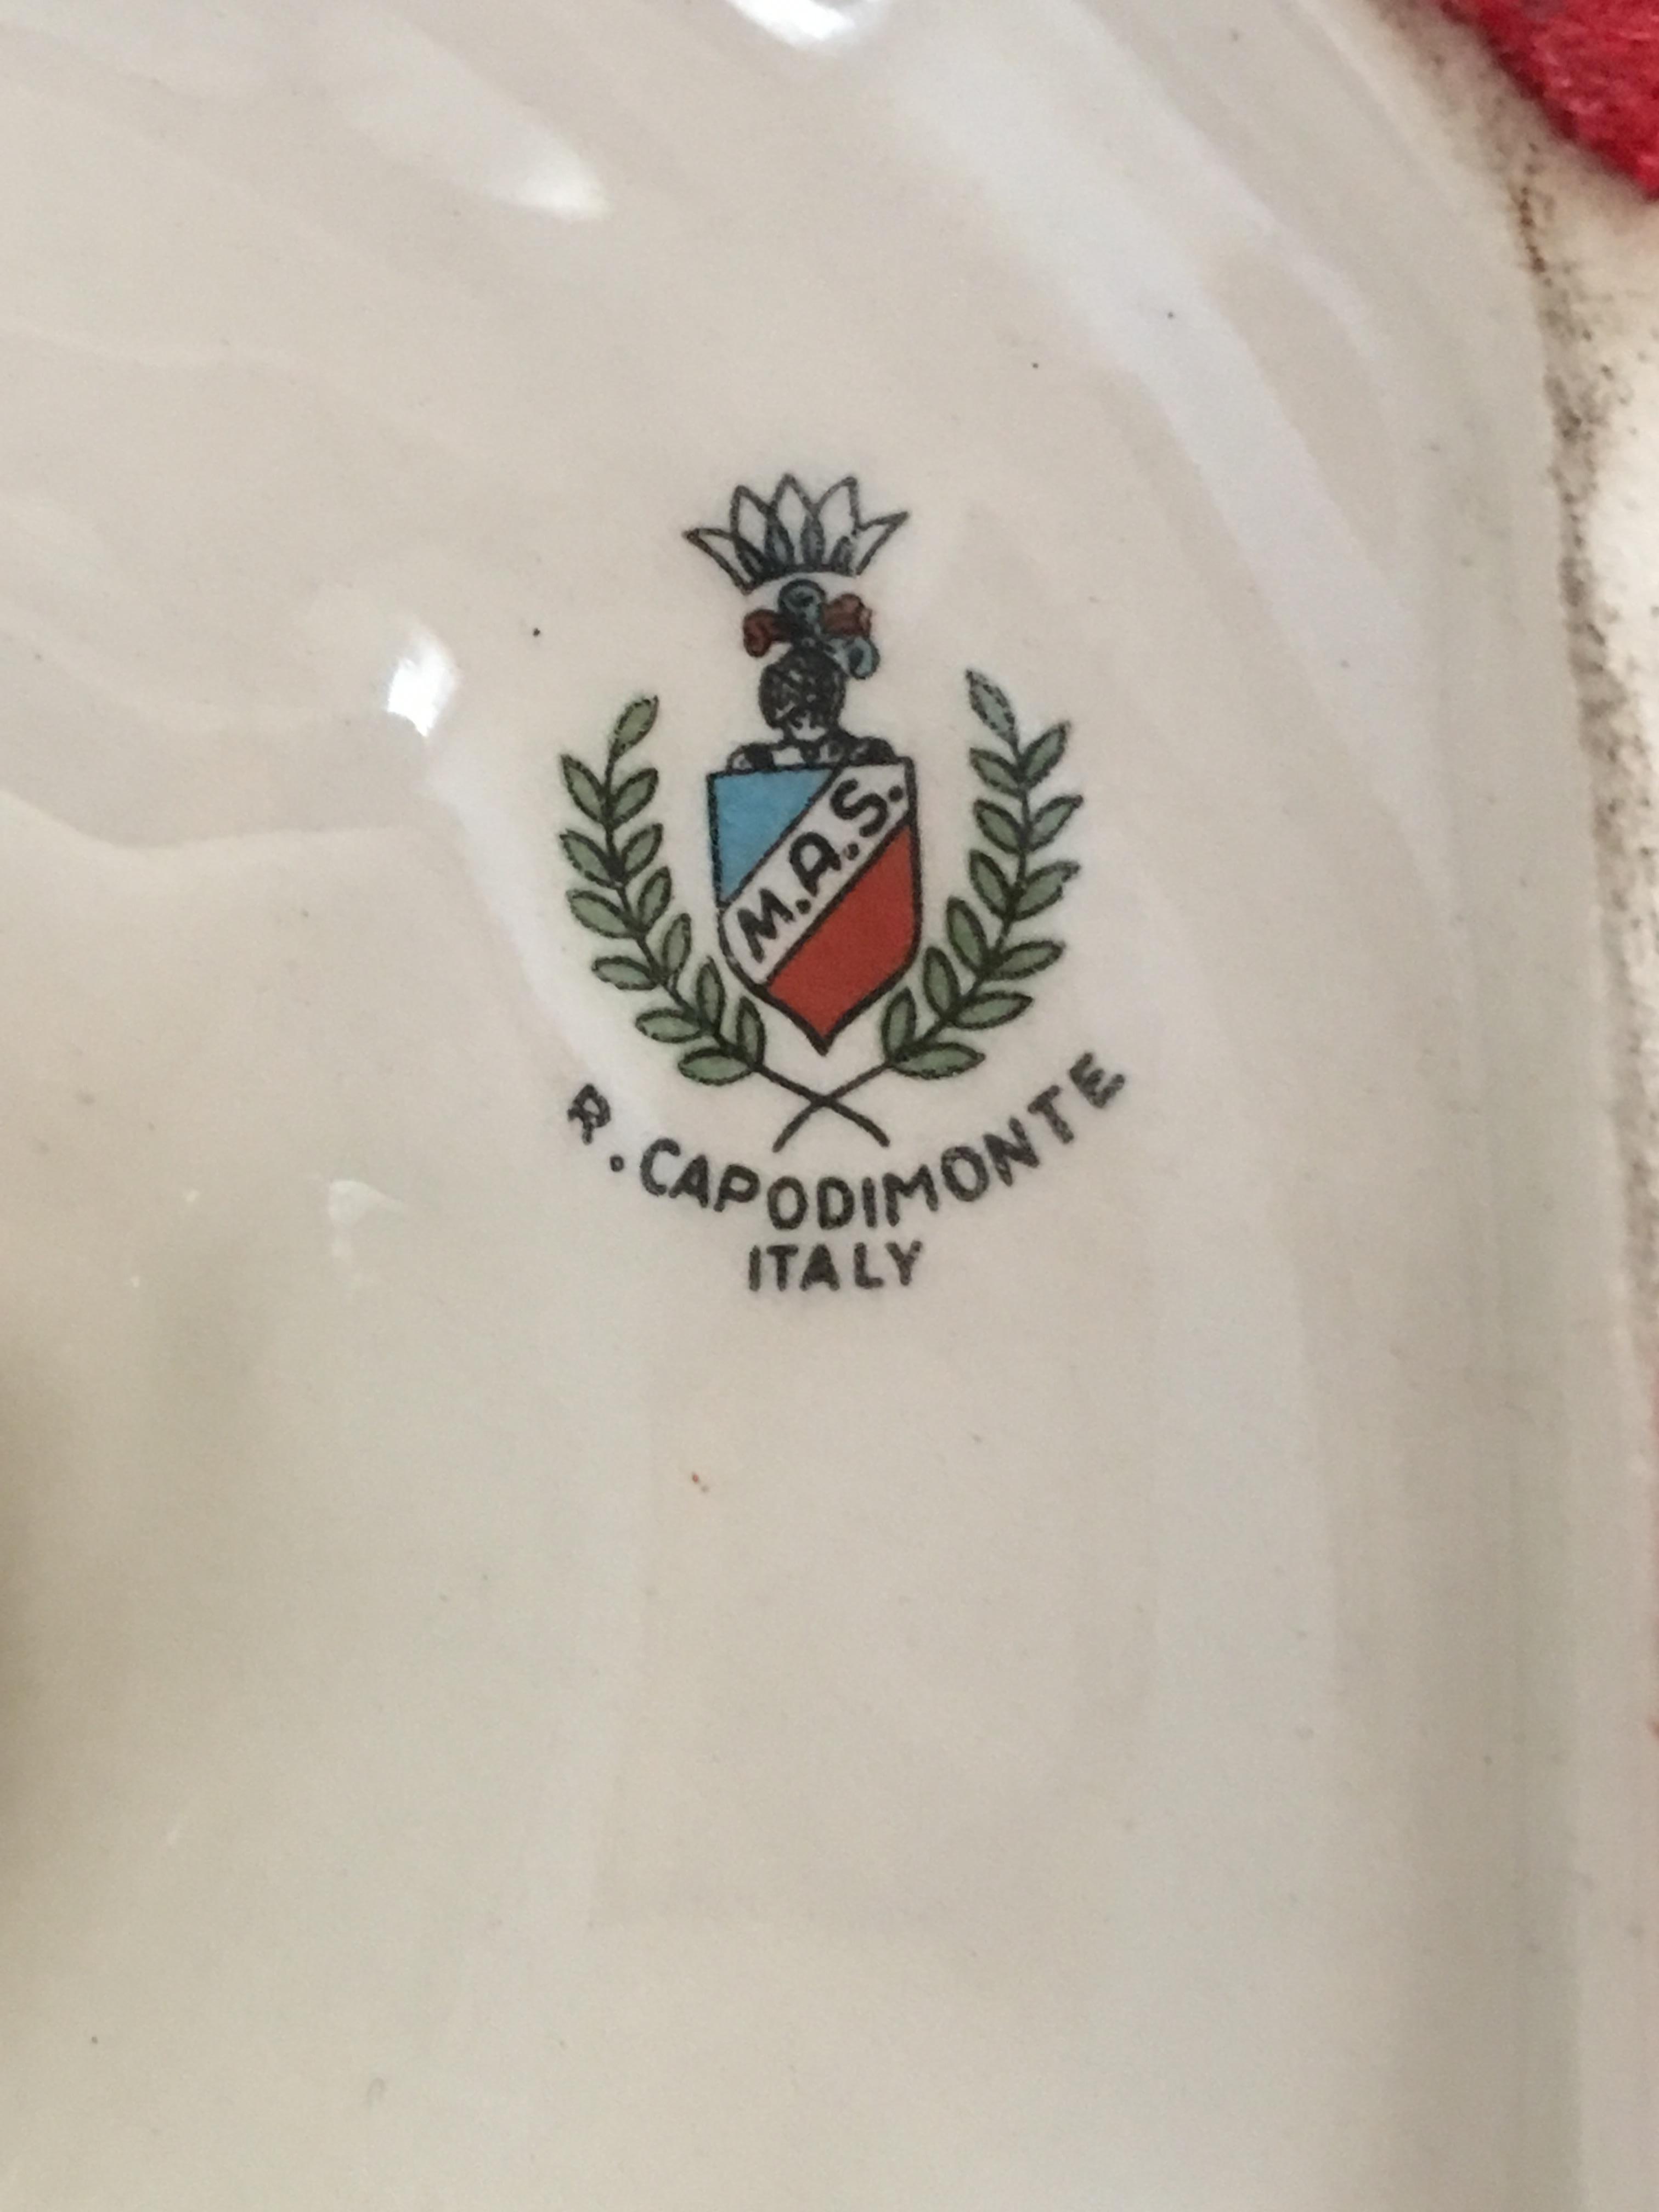 M.A.S.
R. CAPODIMONTE
ITALY